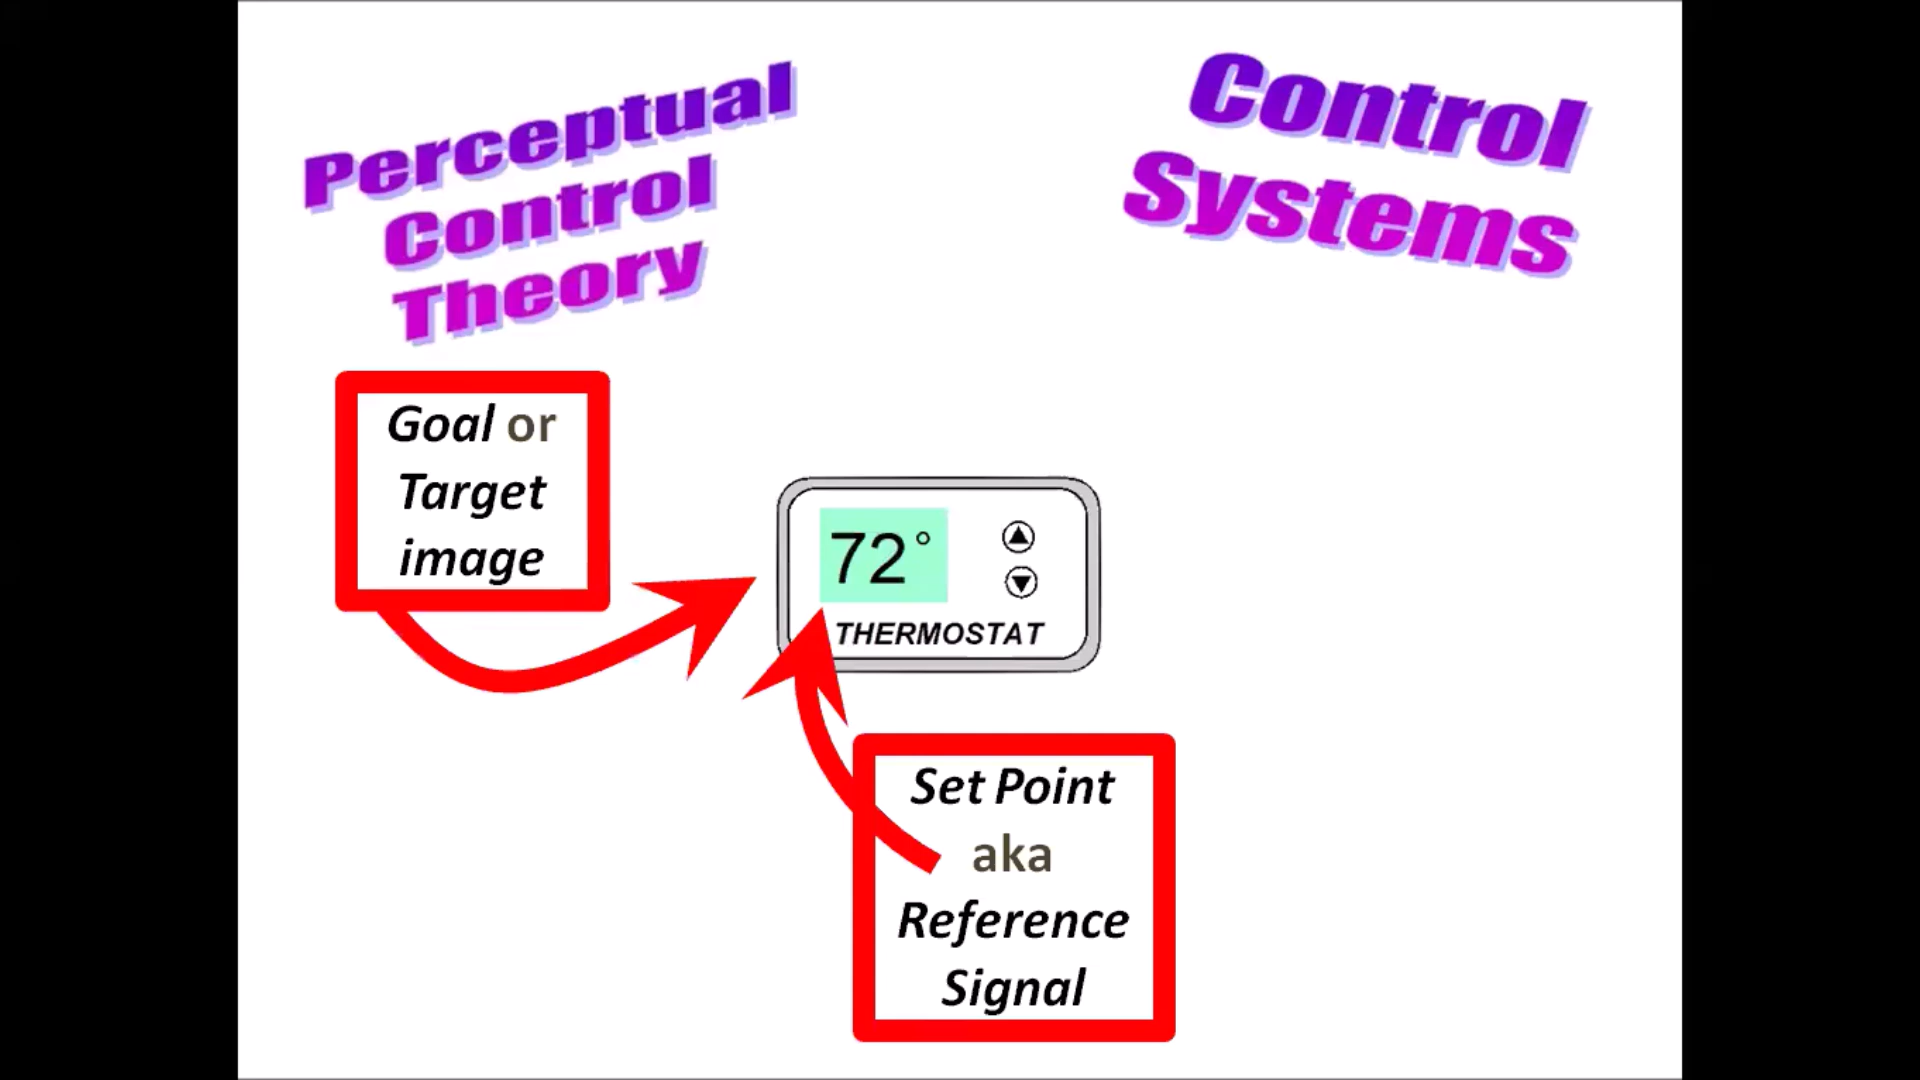 Perceptual
Control
Theory
Control
Systems
Goal or
Target
image
72°
THERMOSTAT
Set Point
aka
Reference
Signal